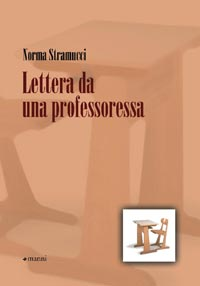 Norma Stramucci
Lettera da
una professoressa
manni